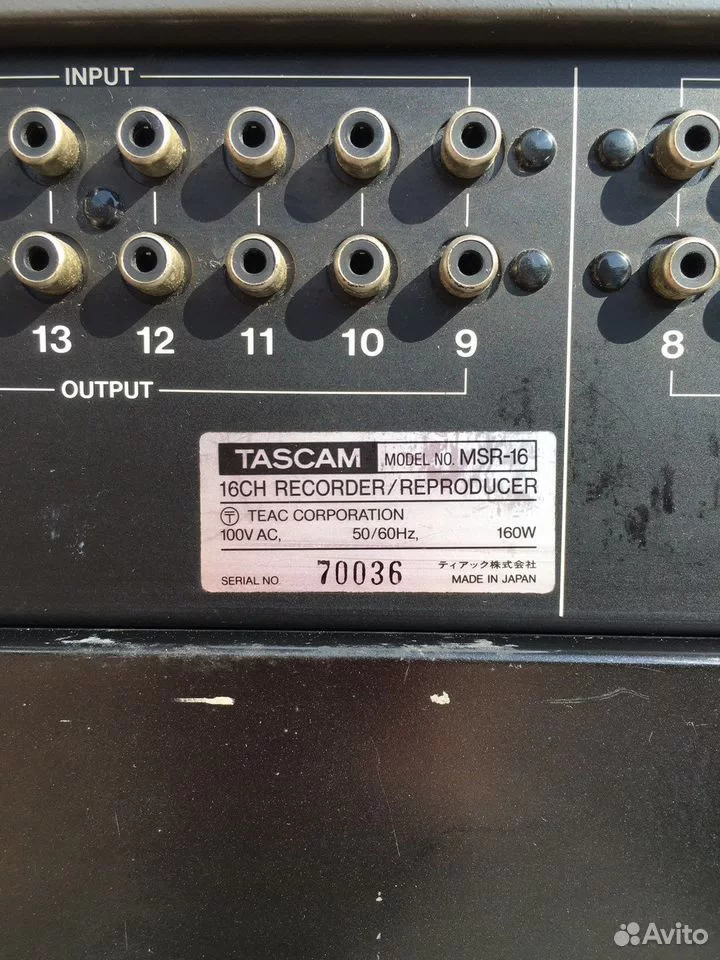 INPUT
13 12 11 10 9 8
OUTPUT
TASCAM MODEL NO. MSR-16
16CH RECORDER/REPRODUCER
〒 TEAC CORPORATION
100V AC, 50/60Hz, 160W
ティアック株式会社
SERIAL NO. 70036 MADE IN JAPAN
Avito